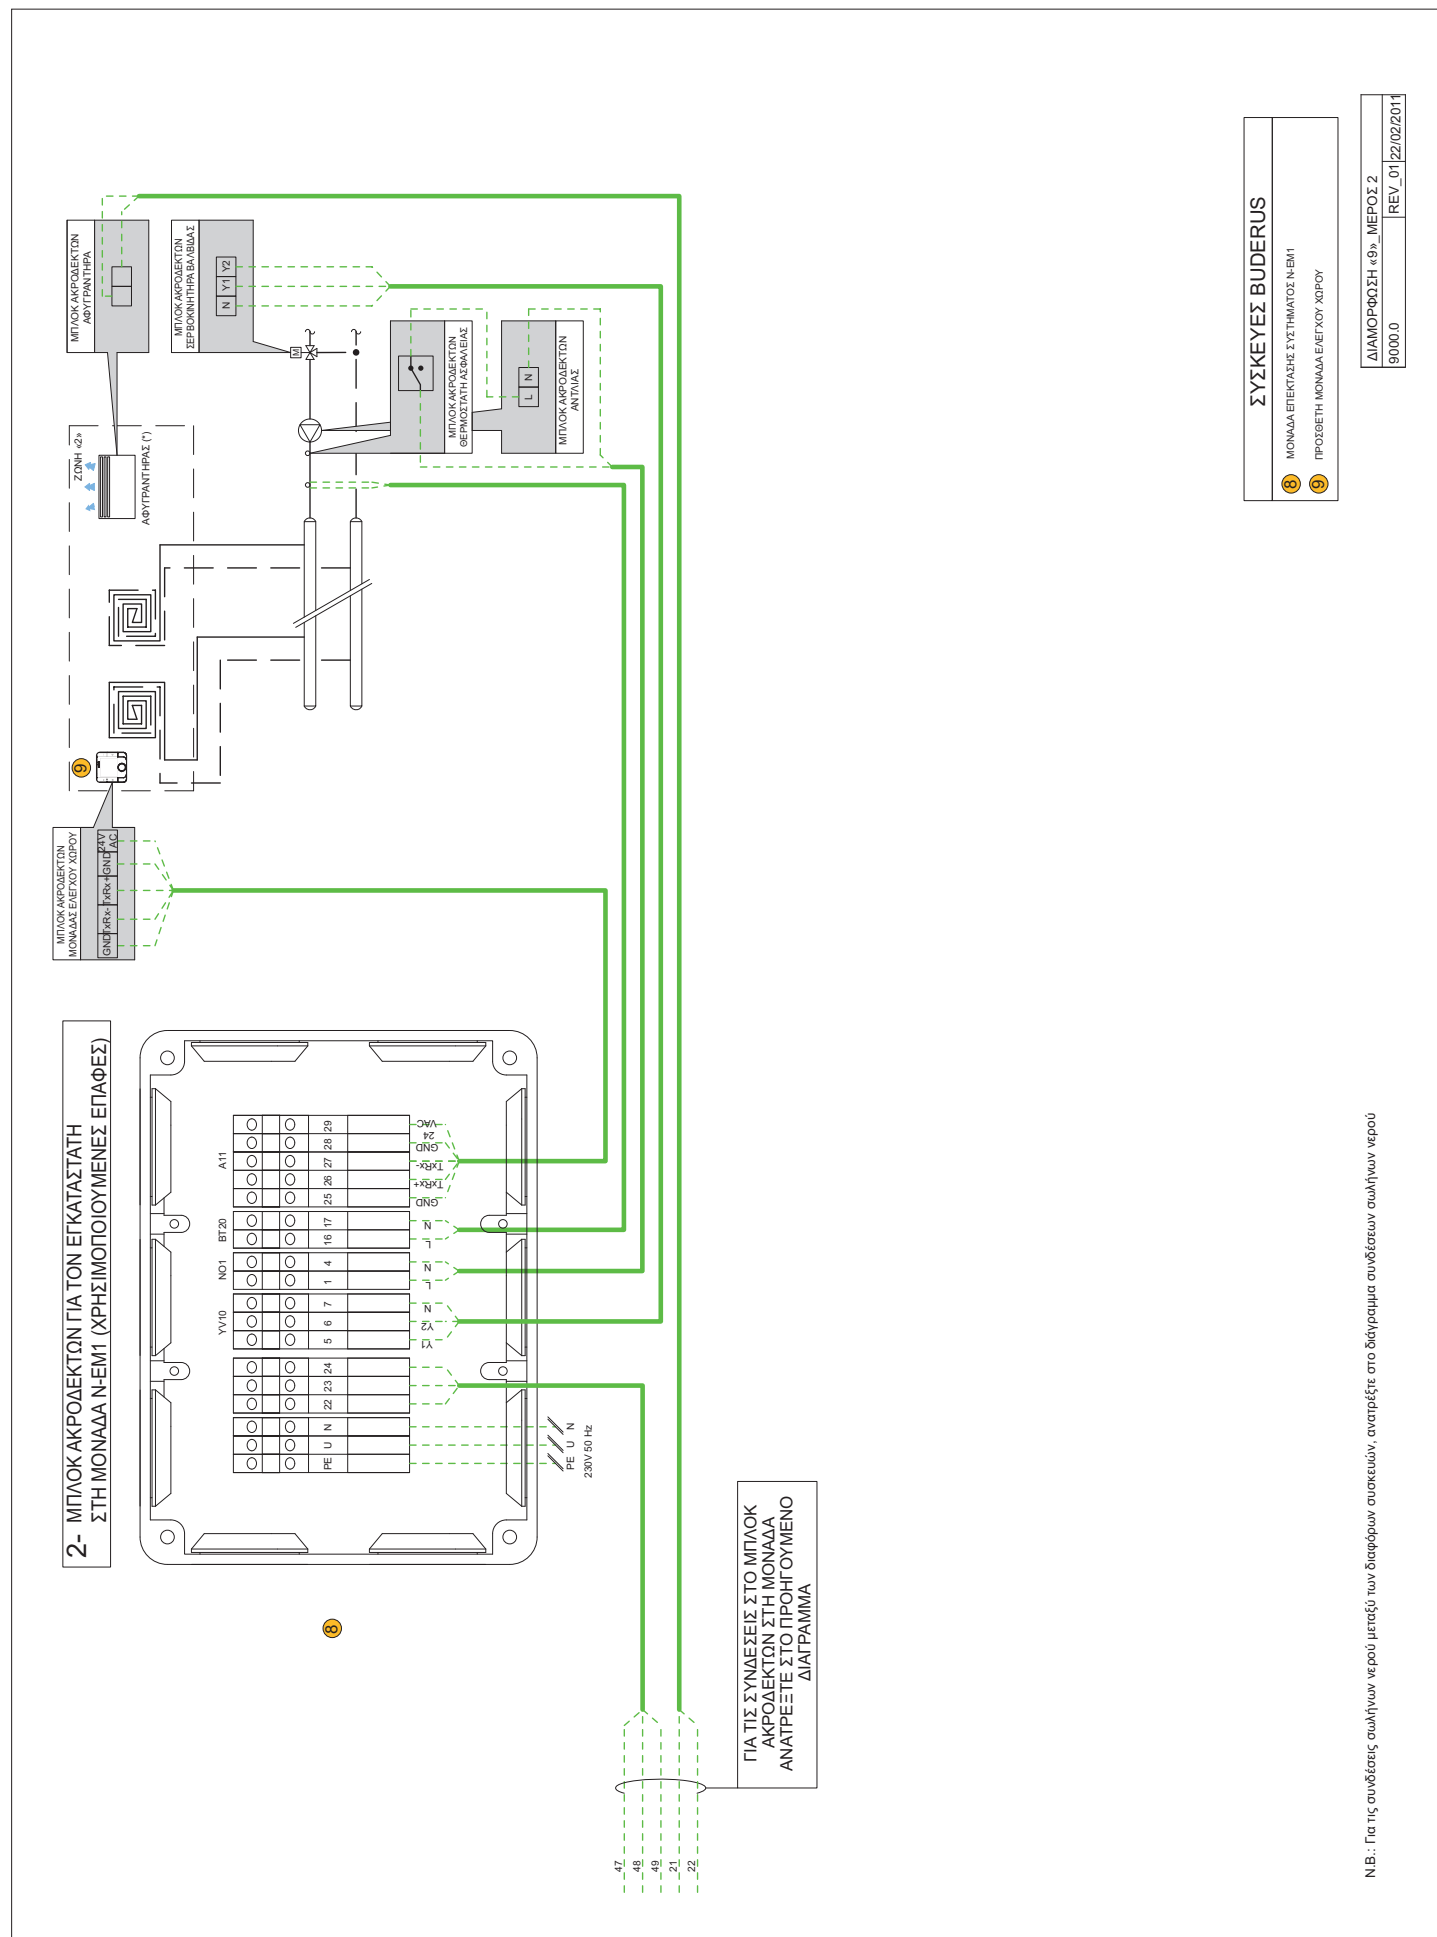 2- ΜΠΛΟΚ ΑΚΡΟΔΕΚΤΩΝ ΓΙΑ ΤΟΝ ΕΓΚΑΤΑΣΤΑΤΗ
ΣΤΗ ΜΟΝΑΔΑ N-EM1 (ΧΡΗΣΙΜΟΠΟΙΟΥΜΕΝΕΣ ΕΠΑΦΕΣ)
8
YV10
NO1
BT20
A11
PE
U
N
22
23
24
5
6
7
1
4
16
17
25
26
27
28
29
Y1
Y2
N
L
N
L
N
GND
TxRx+
TxRx-
GND
24
VAC
PE
U
N
230V 50 Hz
47
48
49
21
22
ΓΙΑ ΤΙΣ ΣΥΝΔΕΣΕΙΣ ΣΤΟ ΜΠΛΟΚ
ΑΚΡΟΔΕΚΤΩΝ ΣΤΗ ΜΟΝΑΔΑ
ΑΝΑΤΡΕΞΤΕ ΣΤΟ ΠΡΟΗΓΟΥΜΕΝΟ
ΔΙΑΓΡΑΜΜΑ
ΜΠΛΟΚ ΑΚΡΟΔΕΚΤΩΝ
ΜΟΝΑΔΑΣ ΕΛΕΓΧΟΥ ΧΩΡΟΥ
GND
TxRx-
TxRx+
GND
24V
AC
9
ΖΩΝΗ «2»
ΑΦΥΓΡΑΝΤΗΡΑΣ (*)
ΜΠΛΟΚ ΑΚΡΟΔΕΚΤΩΝ
ΑΦΥΓΡΑΝΤΗΡΑ
ΜΠΛΟΚ ΑΚΡΟΔΕΚΤΩΝ
ΣΕΡΒΟΚΙΝΗΤΗΡΑ ΒΑΛΒΙΔΑΣ
N
Y1
Y2
M
ΜΠΛΟΚ ΑΚΡΟΔΕΚΤΩΝ
ΘΕΡΜΟΣΤΑΤΗ ΑΣΦΑΛΕΙΑΣ
L
N
ΜΠΛΟΚ ΑΚΡΟΔΕΚΤΩΝ
ΑΝΤΛΙΑΣ
ΣΥΣΚΕΥΕΣ BUDERUS
8 ΜΟΝΑΔΑ ΕΠΕΚΤΑΣΗΣ ΣΥΣΤΗΜΑΤΟΣ N-EM1
9 ΠΡΟΣΘΕΤΗ ΜΟΝΑΔΑ ΕΛΕΓΧΟΥ ΧΩΡΟΥ
ΔΙΑΜΟΡΦΩΣΗ «9»_ΜΕΡΟΣ 2
9000.0 REV_01 22/02/2011
N.B.: Για τις συνδέσεις σωλήνων νερού μεταξύ των διαφόρων συσκευών, ανατρέξτε στο διάγραμμα συνδέσεων σωλήνων νερού